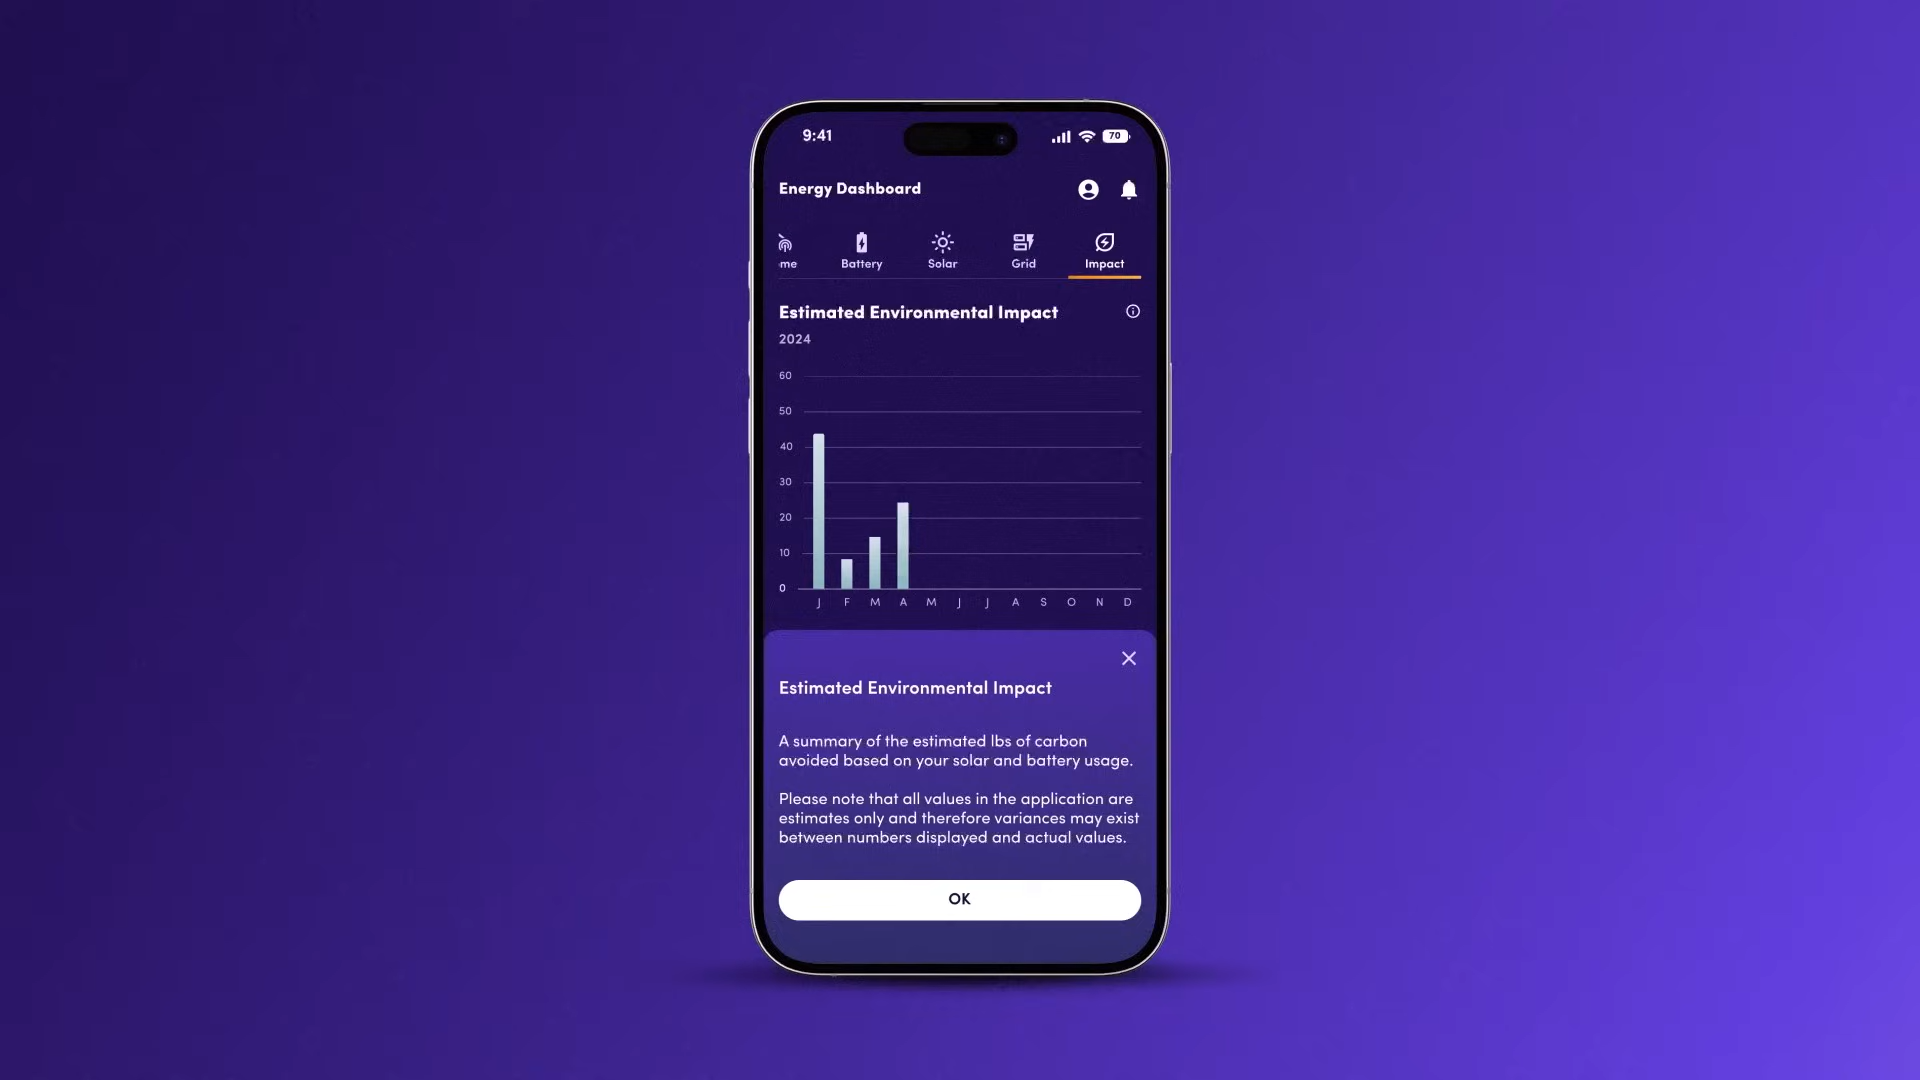 9:41
70
Energy Dashboard
me
Battery
Solar
Grid
Impact
Estimated Environmental Impact
2024
60
50
40
30
20
10
0
J F M A M J J A S O N D
Estimated Environmental Impact
A summary of the estimated lbs of carbon
avoided based on your solar and battery usage.
Please note that all values in the application are
estimates only and therefore variances may exist
between numbers displayed and actual values.
OK